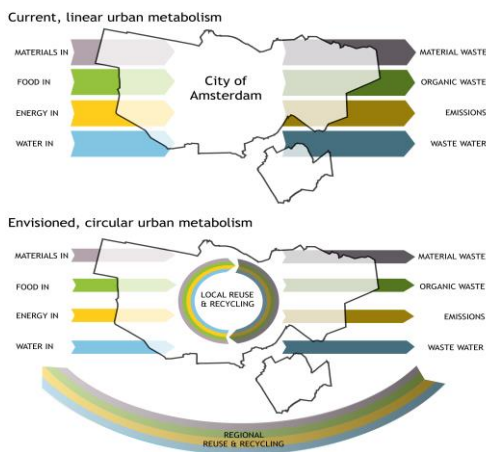 Current, linear urban metabolism
MATERIALS IN
MATERIAL WASTE
FOOD IN
City of
Amsterdam
ORGANIC WASTE
ENERGY IN
EMISSIONS
WATER IN
WASTE WATER
Envisioned, circular urban metabolism
MATERIALS IN
MATERIAL WASTE
FOOD IN
LOCAL REUSE
& RECYCLING
ORGANIC WASTE
ENERGY IN
EMISSIONS
WATER IN
WASTE WATER
REGIONAL
REUSE & RECYCLING